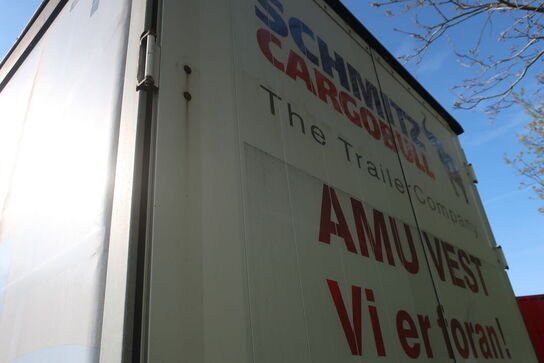 SCHMITZ
CARGOBULL
The Trailer Company
AMU VEST
Vi er foran!